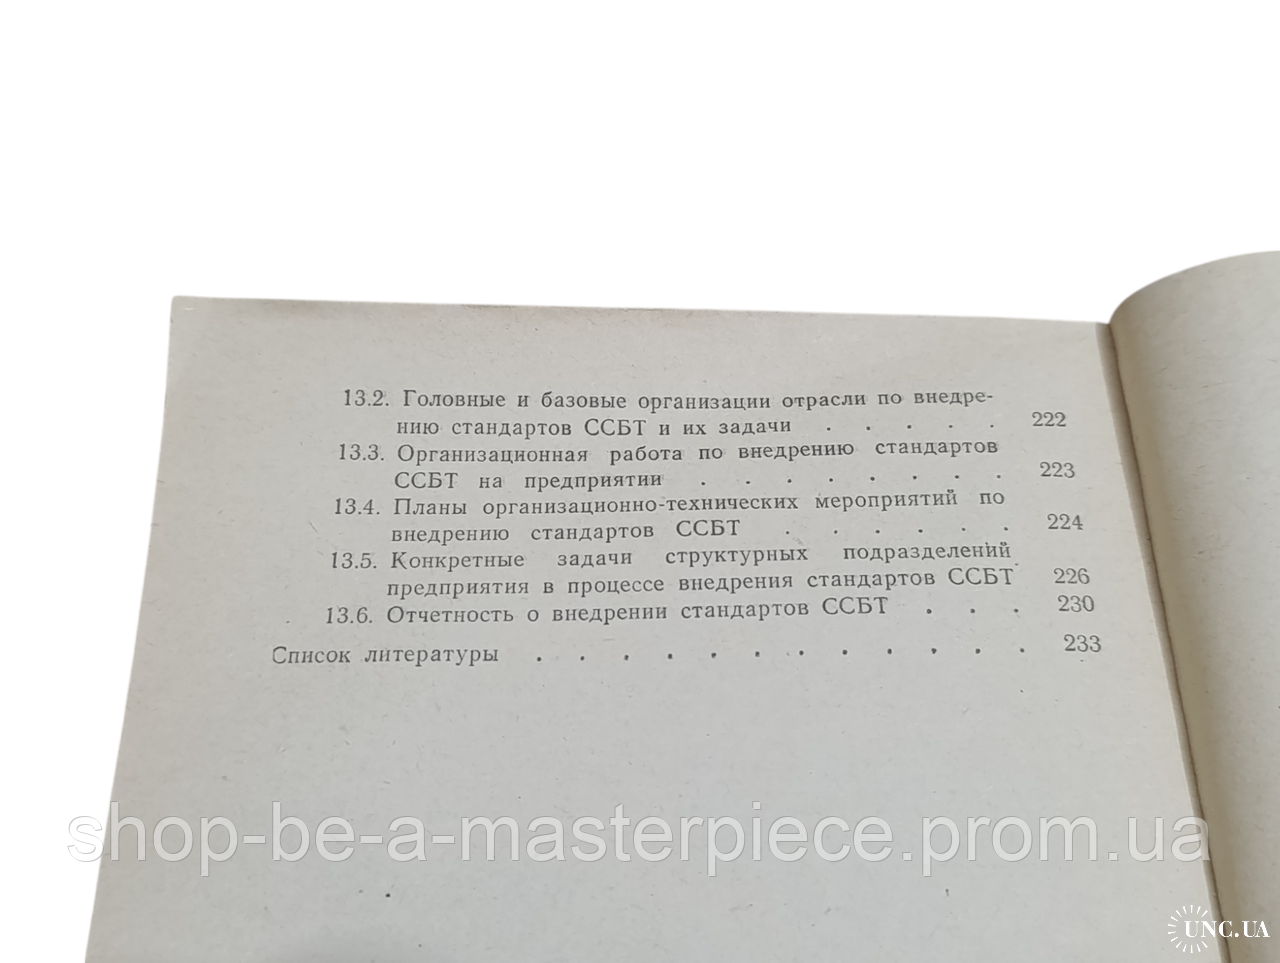 13.2. Головные и базовые организации отрасли по внедре-
нию стандартов ССБТ и их задачи . . . . . 222
13.3. Организационная работа по внедрению стандартов
ССБТ на предприятии . . . . . . . . 223
13.4. Планы организационно-технических мероприятий по
внедрению стандартов ССБТ . . . . . . 224
13.5. Конкретные задачи структурных подразделений
предприятия в процессе внедрения стандартов ССБТ 226
13.6. Отчетность о внедрении стандартов ССБТ . . . 230
Список литературы . . . . . . . . . . . . 233
shop-be-a-masterpiece.prom.ua
UNC.UA